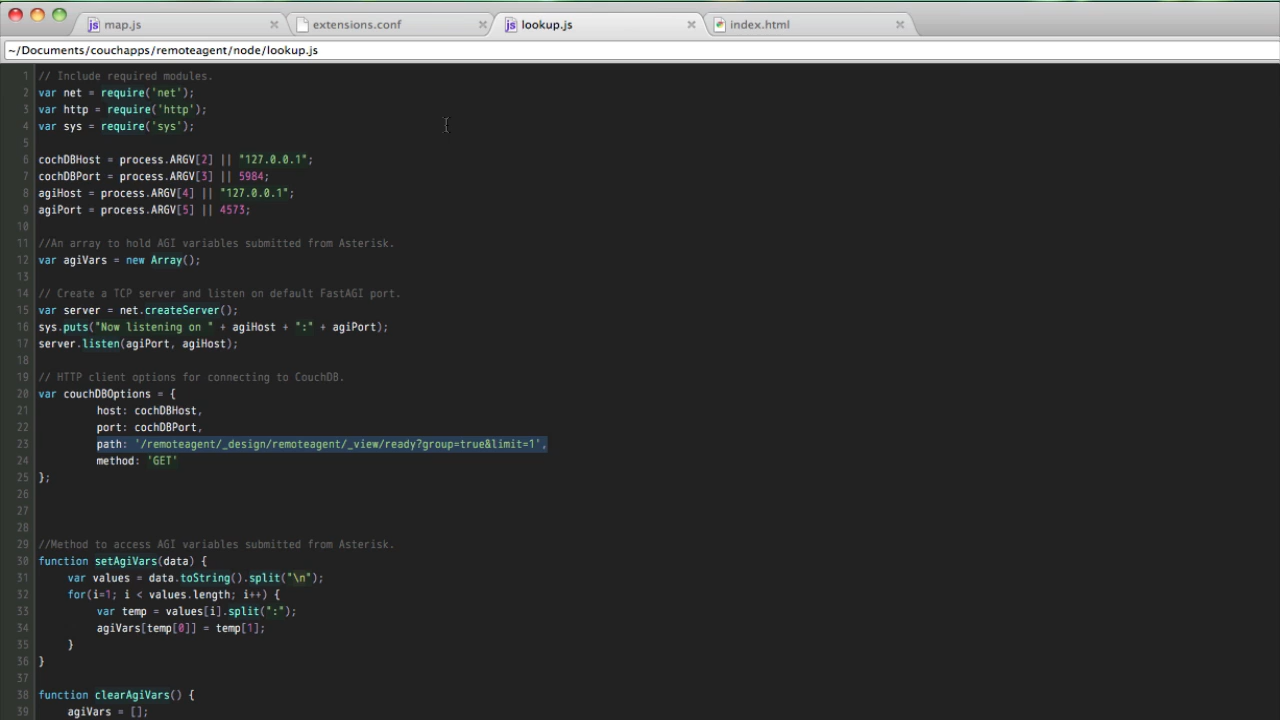 map.js
extensions.conf
lookup.js
index.html
~/Documents/couchapps/remoteagent/node/lookup.js
1 // Include required modules.
2 var net = require('net');
3 var http = require('http');
4 var sys = require('sys');
5
6 cochDBHost = process.ARGV[2] || "127.0.0.1";
7 cochDBPort = process.ARGV[3] || 5984;
8 agiHost = process.ARGV[4] || "127.0.0.1";
9 agiPort = process.ARGV[5] || 4573;
10
11 //An array to hold AGI variables submitted from Asterisk.
12 var agiVars = new Array();
13
14 // Create a TCP server and listen on default FastAGI port.
15 var server = net.createServer();
16 sys.puts("Now listening on " + agiHost + ":" + agiPort);
17 server.listen(agiPort, agiHost);
18
19 // HTTP client options for connecting to CouchDB.
20 var couchDBOptions = {
21 host: cochDBHost,
22 port: cochDBPort,
23 path: '/remoteagent/_design/remoteagent/_view/ready?group=true&limit=1',
24 method: 'GET'
25 };
26
27
28
29 //Method to access AGI variables submitted from Asterisk.
30 function setAgiVars(data) {
31 var values = data.toString().split("\n");
32 for(i=1; i < values.length; i++) {
33 var temp = values[i].split(":");
34 agiVars[temp[0]] = temp[1];
35 }
36 }
37
38 function clearAgiVars() {
39 agiVars = [];